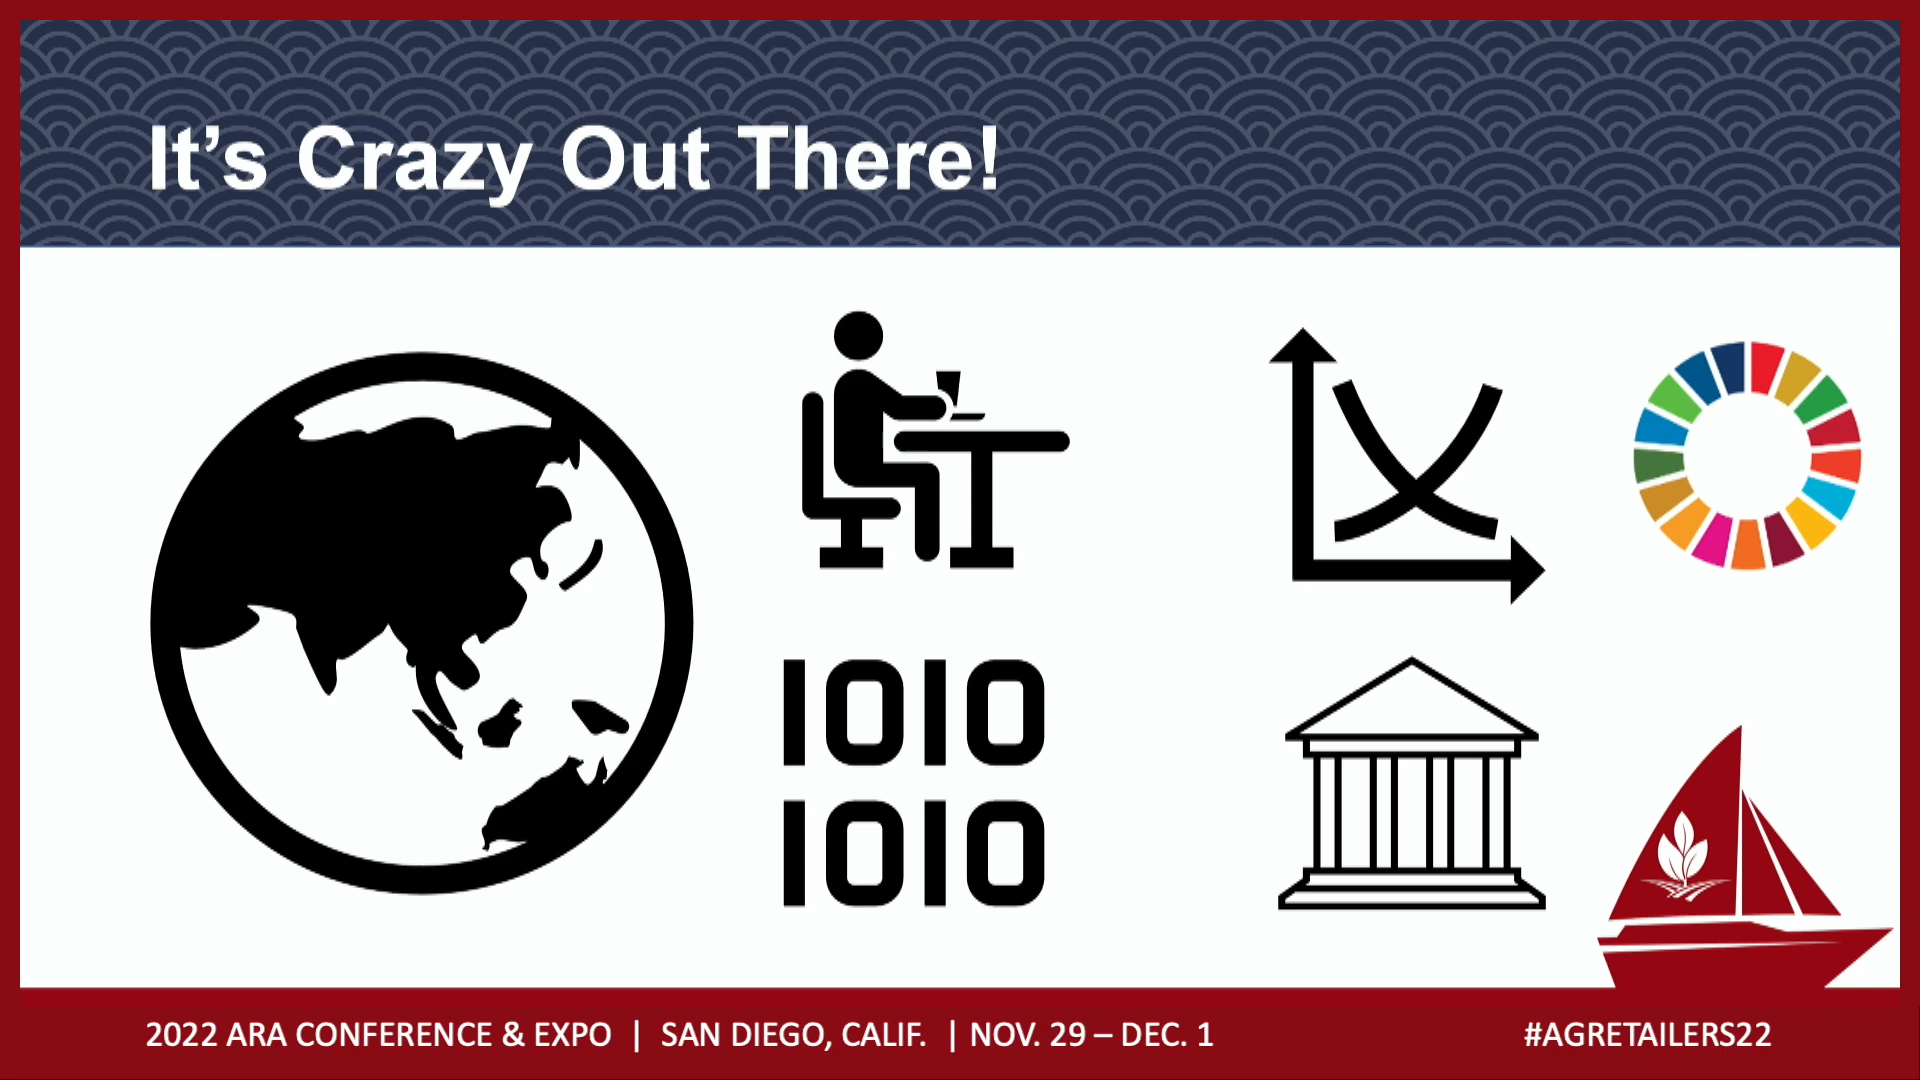 It’s Crazy Out There!
1010
1010
2022 ARA CONFERENCE & EXPO | SAN DIEGO, CALIF. | NOV. 29 – DEC. 1
#AGRETAILERS22